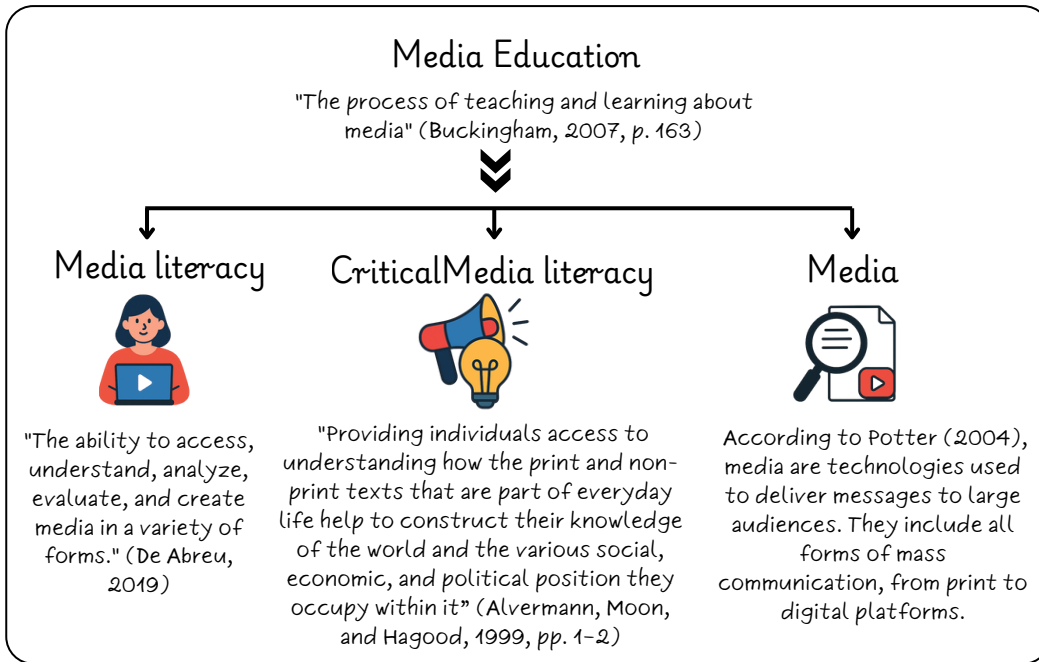 Media Education
"The process of teaching and learning about
media" (Buckingham, 2007, p. 163)
Media literacy
"The ability to access,
understand, analyze,
evaluate, and create
media in a variety of
forms." (De Abreu,
2019)
CriticalMedia literacy
"Providing individuals access to
understanding how the print and non-
print texts that are part of everyday
life help to construct their knowledge
of the world and the various social,
economic, and political position they
occupy within it” (Alvermann, Moon,
and Hagood, 1999, pp. 1-2)
Media
According to Potter (2004),
media are technologies used
to deliver messages to large
audiences. They include all
forms of mass
communication, from print to
digital platforms.